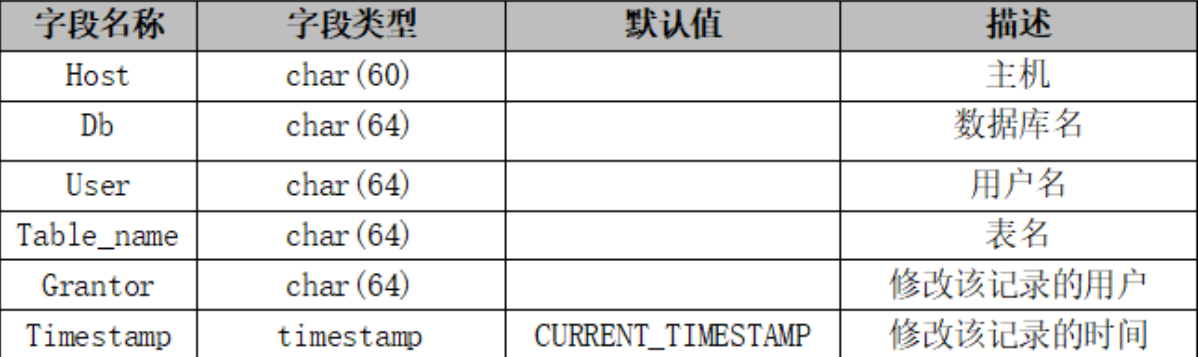 字段名称 字段类型 默认值 描述
Host char(60) 主机
Db char(64) 数据库名
User char(64) 用户名
Table_name char(64) 表名
Grantor char(64) 修改该记录的用户
Timestamp timestamp CURRENT_TIMESTAMP 修改该记录的时间